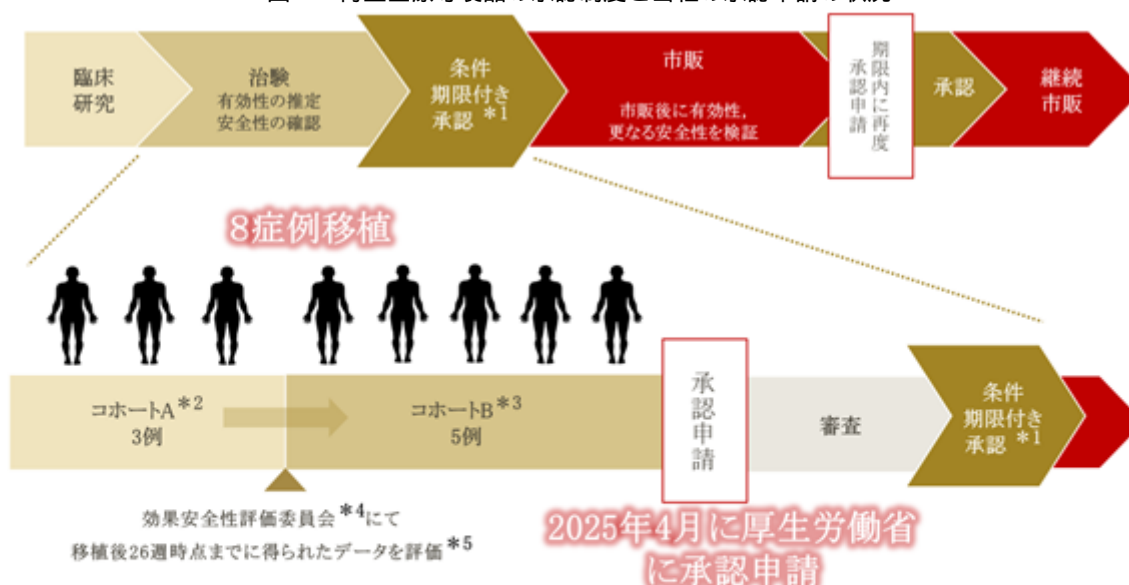 臨床
研究
治験
有効性の推定
安全性の確認
条件
期限付き
承認*1
市販
市販後に有効性,
更なる安全性を検証
期限内に再度
承認申請
承認
継続
市販
8症例移植
コホートA*2
3例
コホートB*3
5例
承認申請
審査
条件
期限付き
承認*1
効果安全性評価委員会*4にて
移植後26週時点までに得られたデータを評価*5
2025年4月に厚生労働省
に承認申請